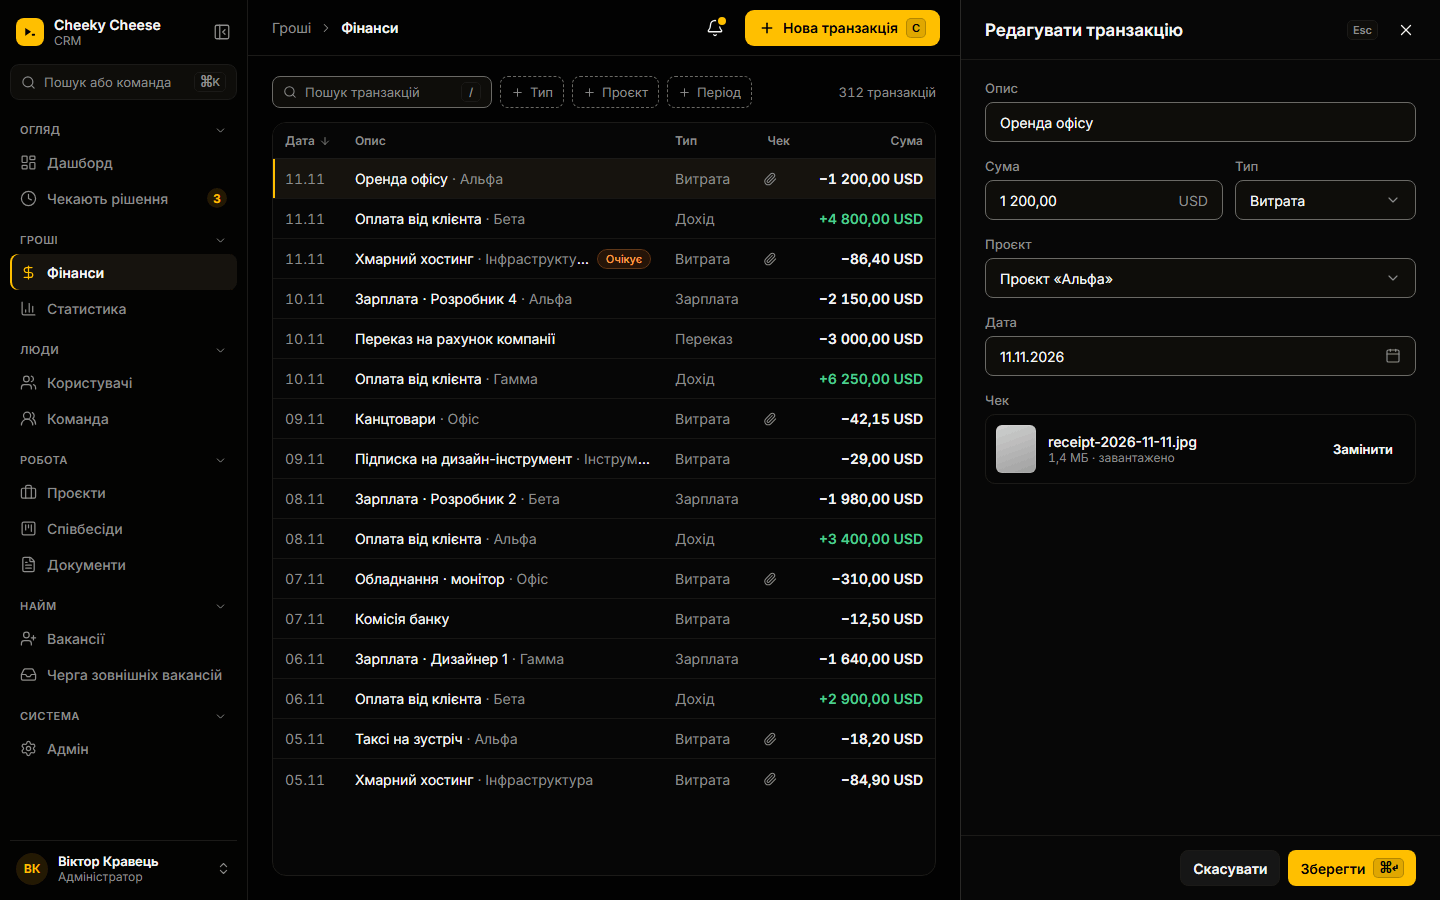 Cheeky Cheese
CRM
Пошук або команда ⌘K
ОГЛЯД
Дашборд
Чекають рішення 3
ГРОШІ
Фінанси
Статистика
ЛЮДИ
Користувачі
Команда
РОБОТА
Проєкти
Співбесіди
Документи
НАЙМ
Вакансії
Черга зовнішніх вакансій
СИСТЕМА
Адмін
ВК
Віктор Кравець
Адміністратор
Гроші Фінанси
Нова транзакція C
Пошук транзакцій /
Тип
Проєкт
Період
312 транзакцій
Дата Опис Тип Чек Сума
11.11 Оренда офісу · Альфа Витрата −1 200,00 USD
11.11 Оплата від клієнта · Бета Дохід +4 800,00 USD
11.11 Хмарний хостинг · Інфраструкту... Очікує Витрата −86,40 USD
10.11 Зарплата · Розробник 4 · Альфа Зарплата −2 150,00 USD
10.11 Переказ на рахунок компанії Переказ −3 000,00 USD
10.11 Оплата від клієнта · Гамма Дохід +6 250,00 USD
09.11 Канцтовари · Офіс Витрата −42,15 USD
09.11 Підписка на дизайн-інструмент · Інструм... Витрата −29,00 USD
08.11 Зарплата · Розробник 2 · Бета Зарплата −1 980,00 USD
08.11 Оплата від клієнта · Альфа Дохід +3 400,00 USD
07.11 Обладнання · монітор · Офіс Витрата −310,00 USD
07.11 Комісія банку Витрата −12,50 USD
06.11 Зарплата · Дизайнер 1 · Гамма Зарплата −1 640,00 USD
06.11 Оплата від клієнта · Бета Дохід +2 900,00 USD
05.11 Таксі на зустріч · Альфа Витрата −18,20 USD
05.11 Хмарний хостинг · Інфраструктура Витрата −84,90 USD
Редагувати транзакцію Esc
Опис
Оренда офісу
Сума Тип
1 200,00 USD Витрата
Проєкт
Проєкт «Альфа»
Дата
11.11.2026
Чек
receipt-2026-11-11.jpg
1,4 МБ · завантажено
Замінити
Скасувати
Зберегти ⌘↵